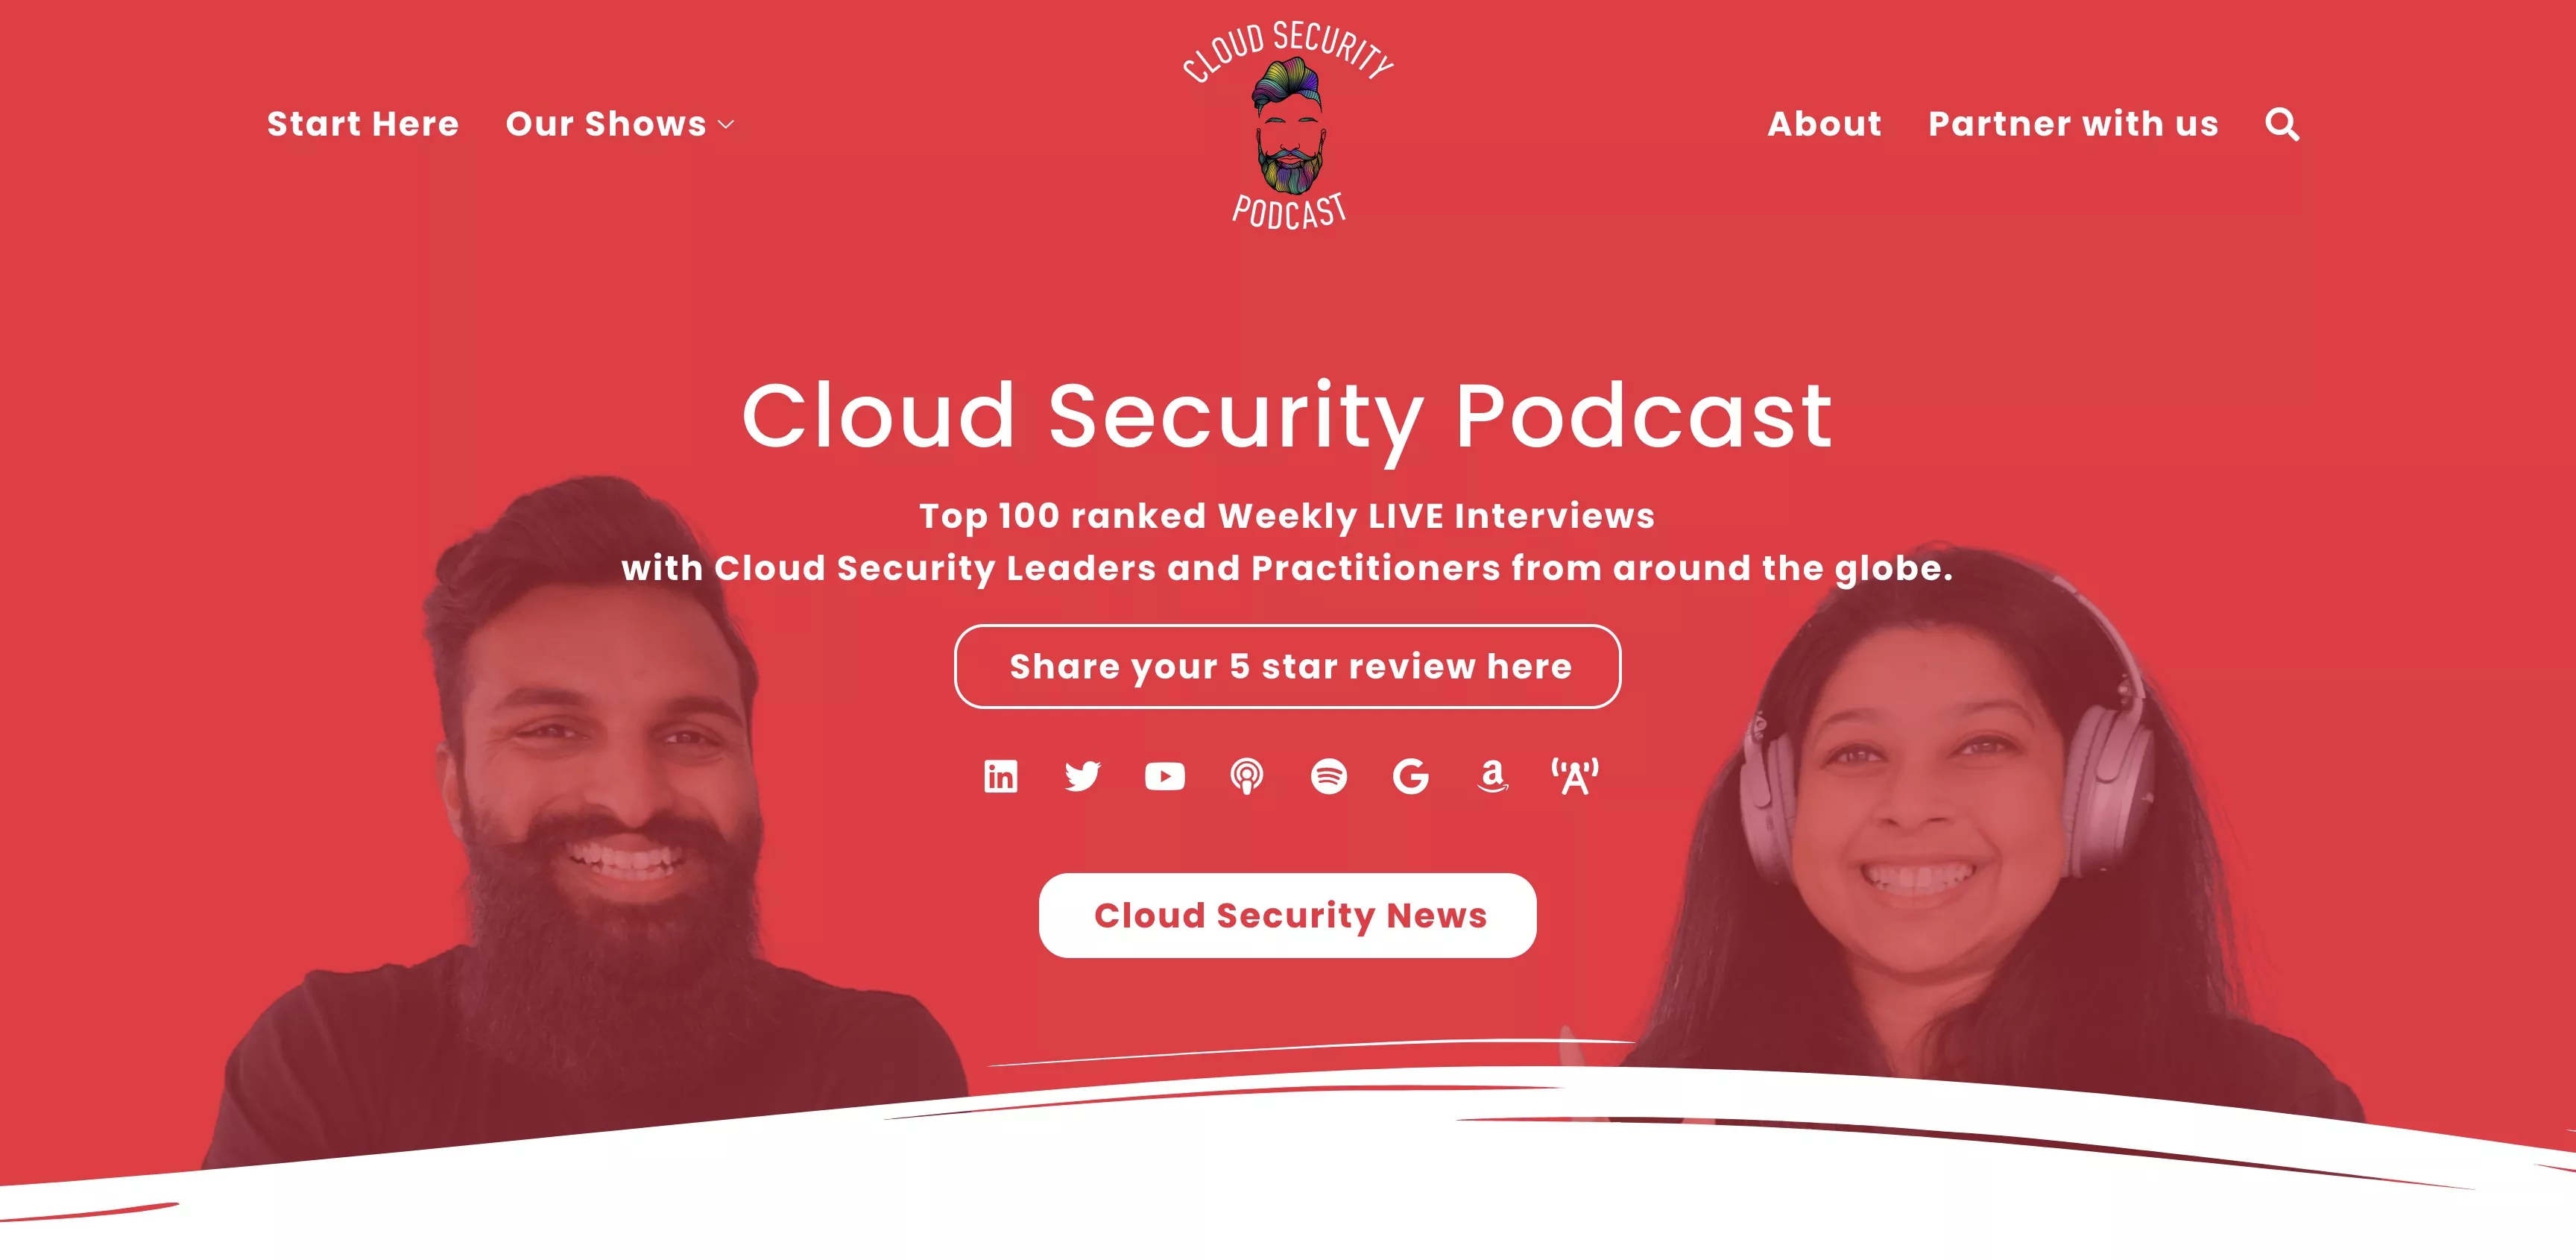 CLOUD SECURITY
PODCAST
Start Here
Our Shows
About
Partner with us
Cloud Security Podcast
Top 100 ranked Weekly LIVE Interviews
with Cloud Security Leaders and Practitioners from around the globe.
Share your 5 star review here
Cloud Security News